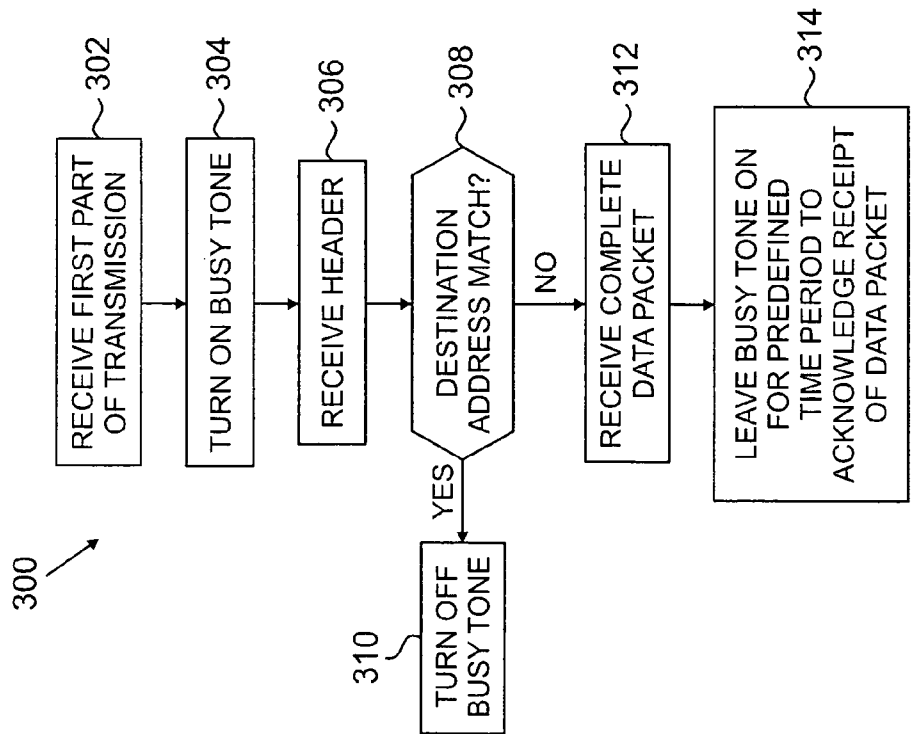 300
RECEIVE FIRST PART
OF TRANSMISSION
302
TURN ON BUSY TONE
304
RECEIVE HEADER
306
DESTINATION
ADDRESS MATCH?
308
YES
TURN OFF
BUSY TONE
310
NO
RECEIVE COMPLETE
DATA PACKET
312
LEAVE BUSY TONE ON
FOR PREDEFINED
TIME PERIOD TO
ACKNOWLEDGE RECEIPT
OF DATA PACKET
314